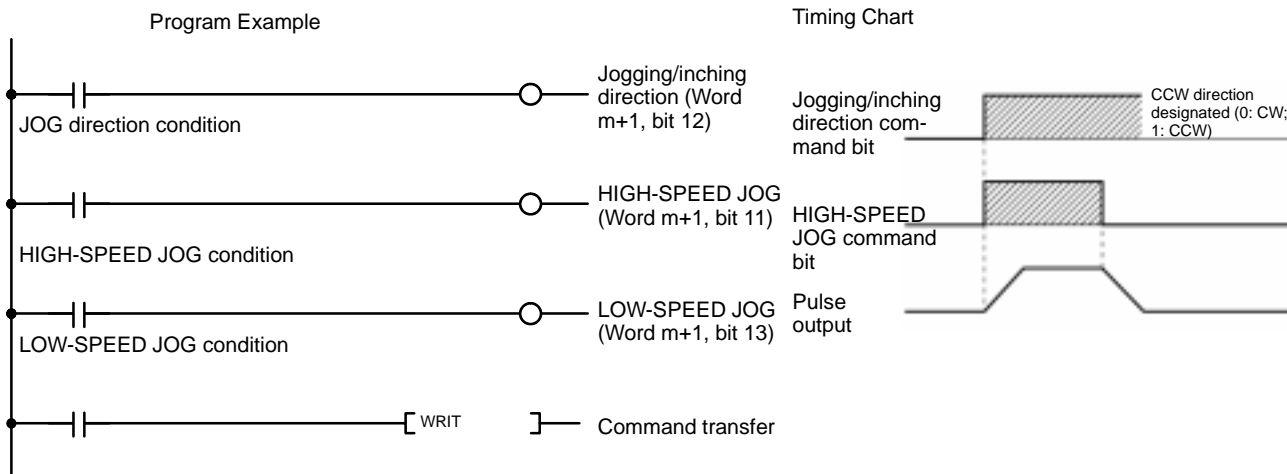 Program Example
Jogging/inching
direction (Word
m+1, bit 12)
JOG direction condition
HIGH-SPEED JOG
(Word m+1, bit 11)
HIGH-SPEED JOG condition
LOW-SPEED JOG
(Word m+1, bit 13)
LOW-SPEED JOG condition
WRIT
Command transfer
Timing Chart
Jogging/inching
direction com-
mand bit
CCW direction
designated (0: CW;
1: CCW)
HIGH-SPEED
JOG command
bit
Pulse
output